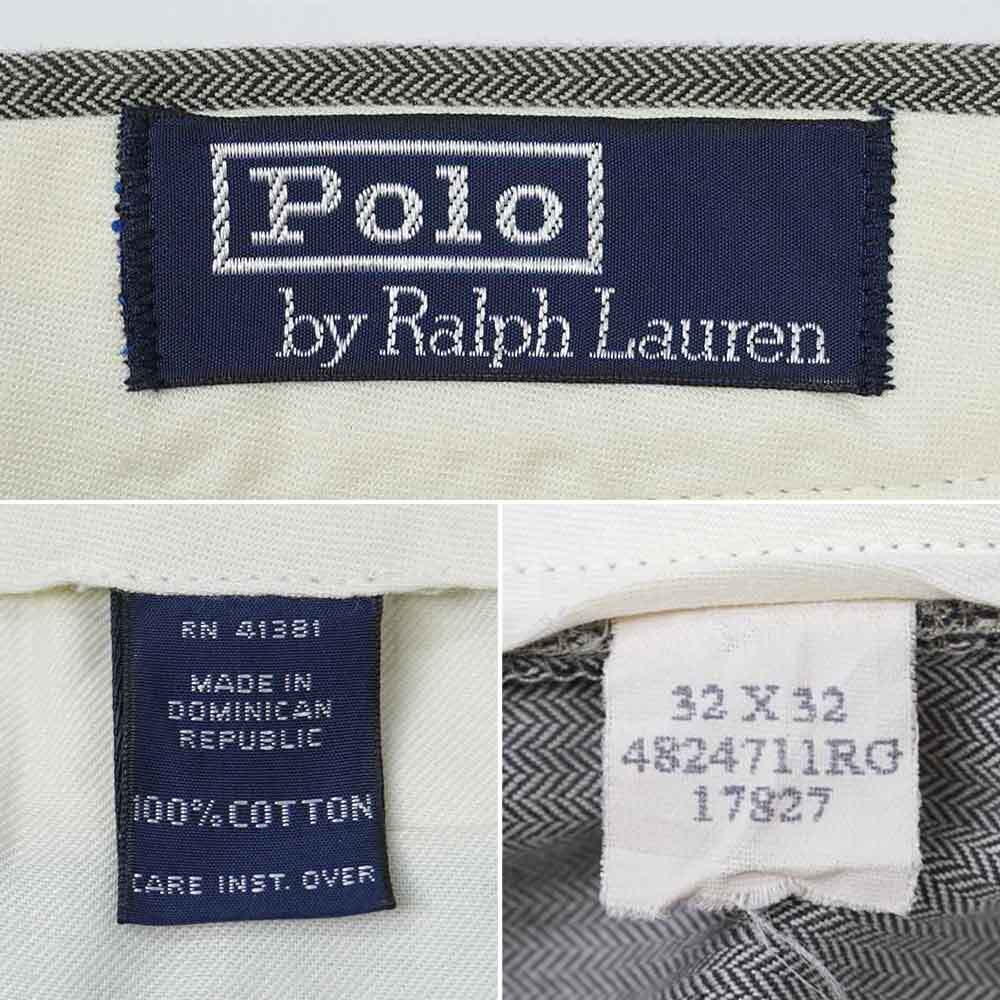 Polo
by Ralph Lauren
RN 41381
MADE IN
DOMINICAN
REPUBLIC
100% COTTON
CARE INST. OVER
32 X 32
4824711RG
17827